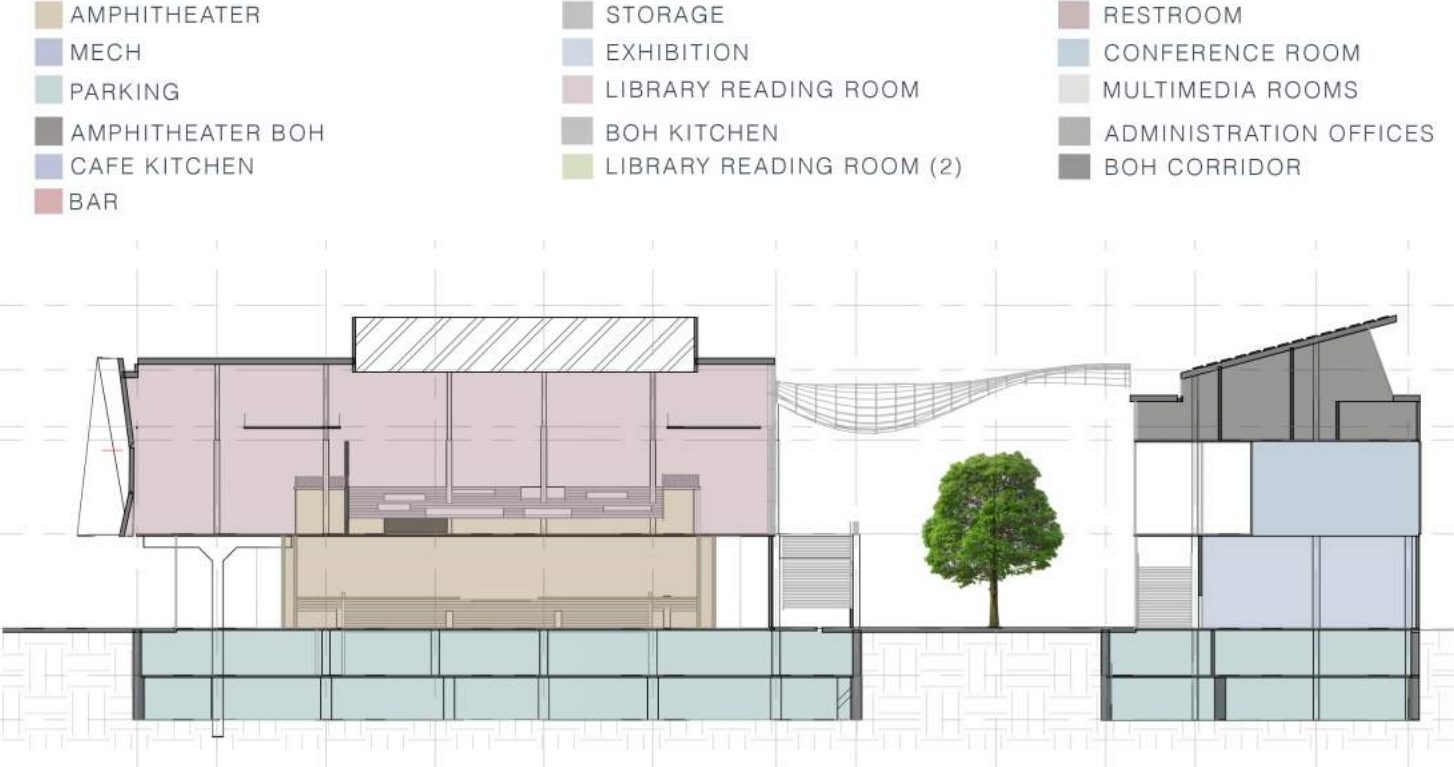 AMPHITHEATER
MECH
PARKING
AMPHITHEATER BOH
CAFE KITCHEN
BAR
STORAGE
EXHIBITION
LIBRARY READING ROOM
BOH KITCHEN
LIBRARY READING ROOM (2)
RESTROOM
CONFERENCE ROOM
MULTIMEDIA ROOMS
ADMINISTRATION OFFICES
BOH CORRIDOR